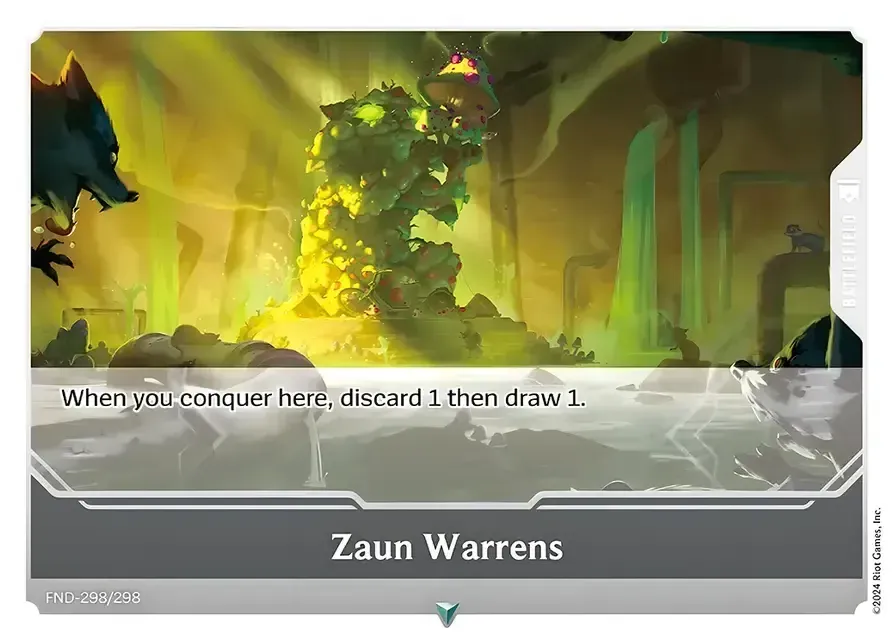 BATTLEFIELD
When you conquer here, discard 1 then draw 1.
Zaun Warrens
FND-298/298
©2024 Riot Games, Inc.